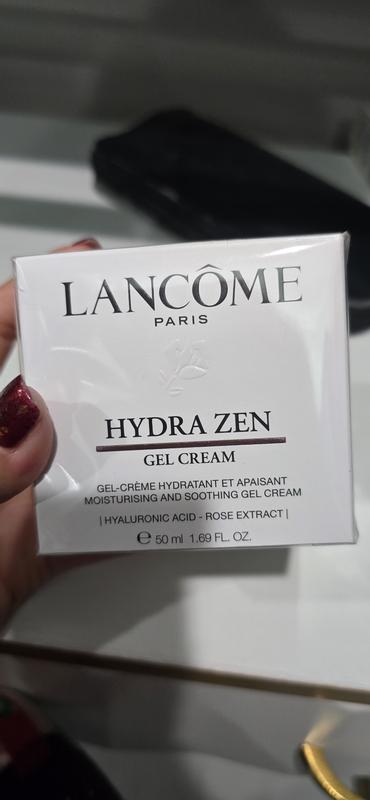 LANCÔME
PARIS
HYDRA ZEN
GEL CREAM
GEL-CRÈME HYDRATANT ET APAISANT
MOISTURISING AND SOOTHING GEL CREAM
| HYALURONIC ACID - ROSE EXTRACT |
℮ 50 ml 1.69 FL. OZ.